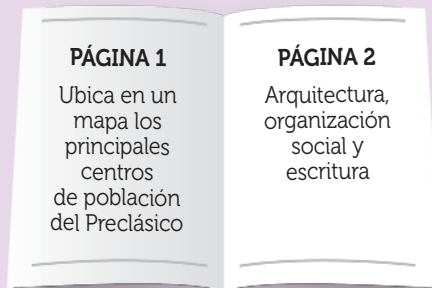 PÁGINA 1
Ubica en un
mapa los
principales
centros
de población
del Preclásico
PÁGINA 2
Arquitectura,
organización
social y
escritura